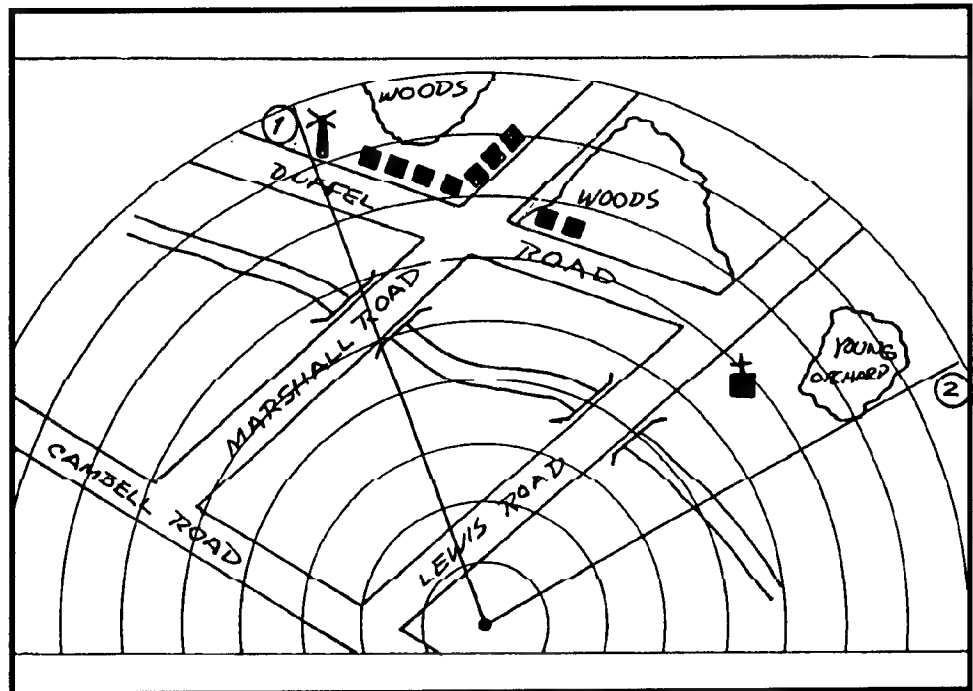 WOODS
1
DUFFEL
WOODS
ROAD
MARSHALL ROAD
YOUNG
ORCHARD
2
CAMBELL ROAD
LEWIS ROAD